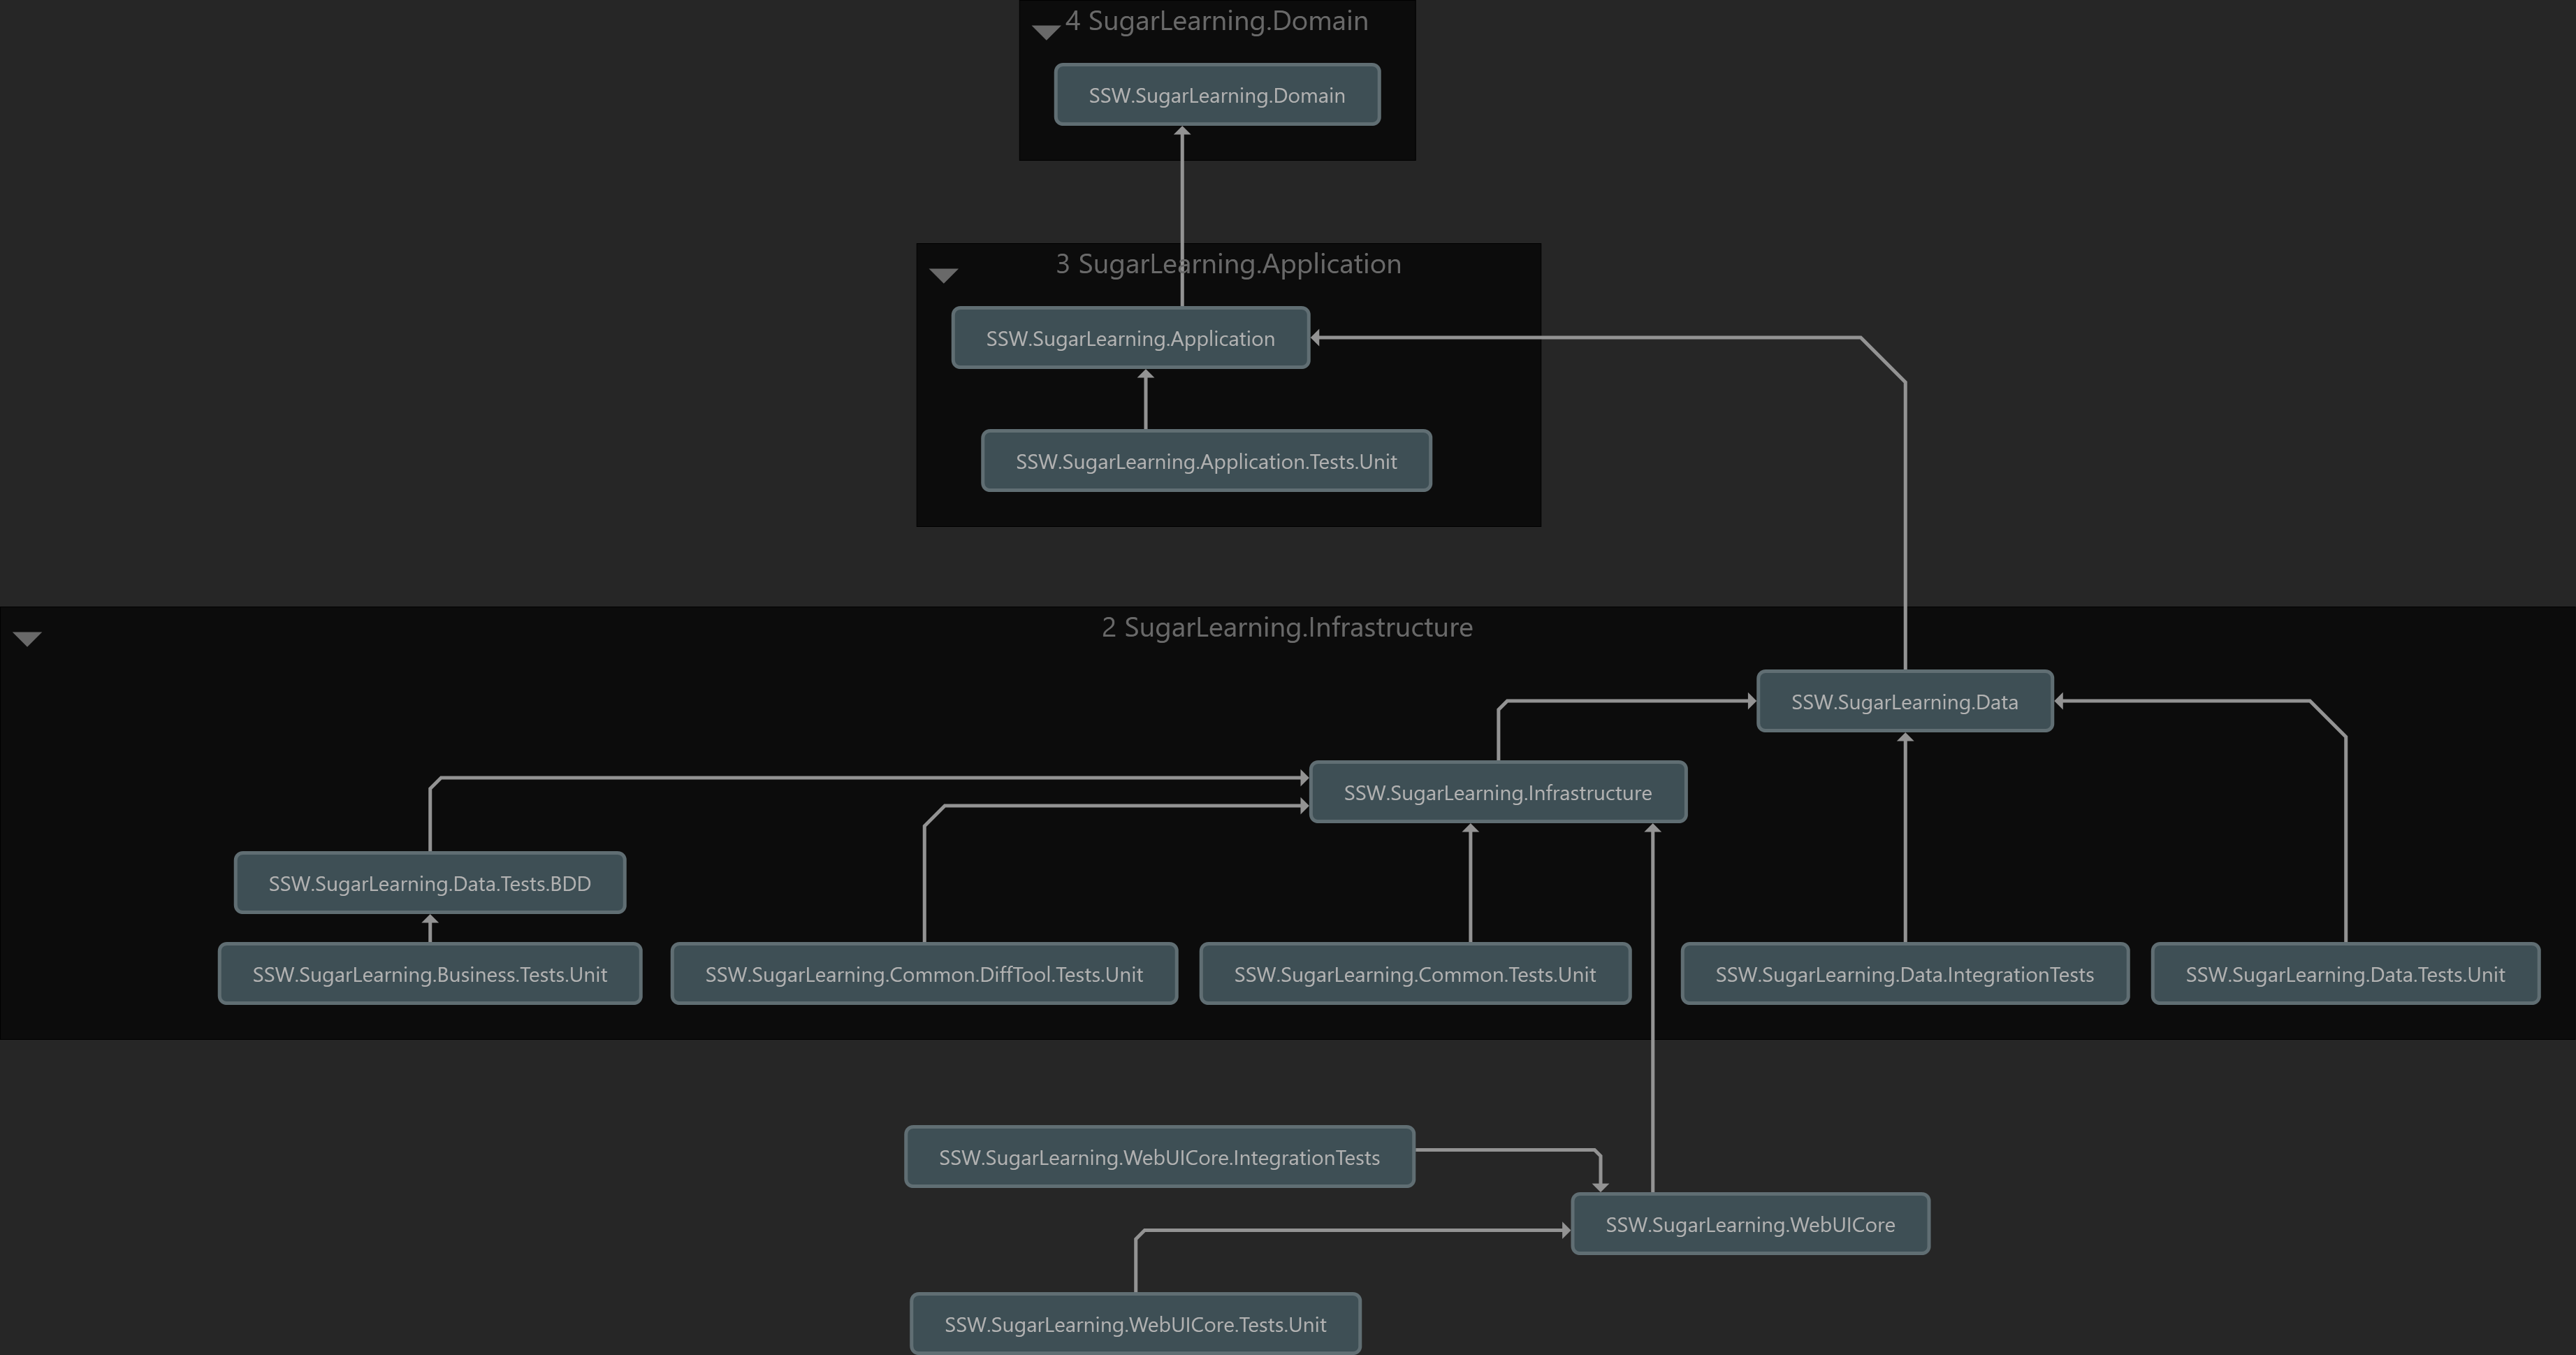 4 SugarLearning.Domain
SSW.SugarLearning.Domain
3 SugarLearning.Application
SSW.SugarLearning.Application
SSW.SugarLearning.Application.Tests.Unit
2 SugarLearning.Infrastructure
SSW.SugarLearning.Data
SSW.SugarLearning.Infrastructure
SSW.SugarLearning.Data.Tests.BDD
SSW.SugarLearning.Business.Tests.Unit
SSW.SugarLearning.Common.DiffTool.Tests.Unit
SSW.SugarLearning.Common.Tests.Unit
SSW.SugarLearning.Data.IntegrationTests
SSW.SugarLearning.Data.Tests.Unit
SSW.SugarLearning.WebUICore.IntegrationTests
SSW.SugarLearning.WebUICore
SSW.SugarLearning.WebUICore.Tests.Unit